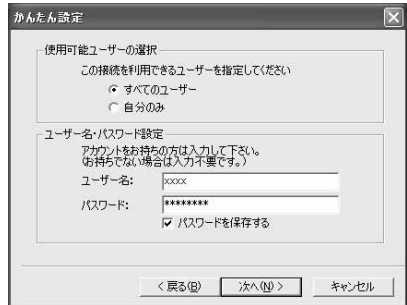 かんたん設定
使用可能ユーザーの選択
この接続を利用できるユーザーを指定してください
すべてのユーザー
自分のみ
ユーザー名・パスワード設定
アカウントをお持ちの方は入力して下さい。
(お持ちでない場合は入力不要です。)
ユーザー名: xxxx
パスワード: ********
パスワードを保存する
< 戻る(B) 次へ(N) > キャンセル